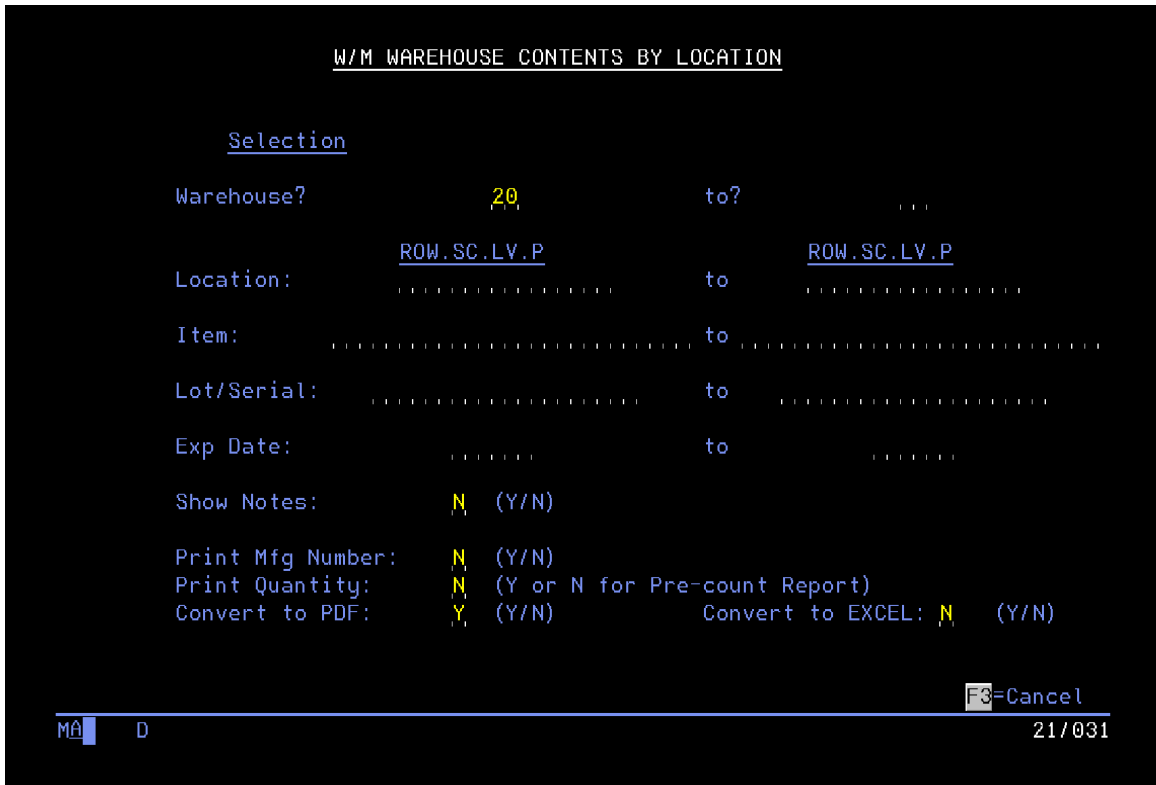 W/M WAREHOUSE CONTENTS BY LOCATION
Selection
Warehouse? 20 to?
ROW.SC.LV.P ROW.SC.LV.P
Location: to
Item: to
Lot/Serial: to
Exp Date: to
Show Notes: N (Y/N)
Print Mfg Number: N (Y/N)
Print Quantity: N (Y or N for Pre-count Report)
Convert to PDF: Y (Y/N) Convert to EXCEL: N (Y/N)
F3=Cancel
MA D 21/031